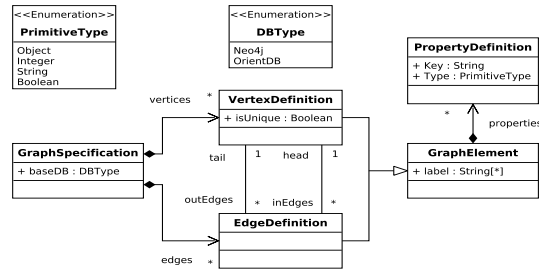 <<Enumeration>>
PrimitiveType
Object
Integer
String
Boolean
<<Enumeration>>
DBType
Neo4j
OrientDB
PropertyDefinition
+ Key : String
+ Type : PrimitiveType
vertices
*
VertexDefinition
+ isUnique : Boolean
*
properties
GraphSpecification
+ baseDB : DBType
tail
1
head
1
GraphElement
+ label : String[*]
outEdges
*
inEdges
*
EdgeDefinition
edges
*